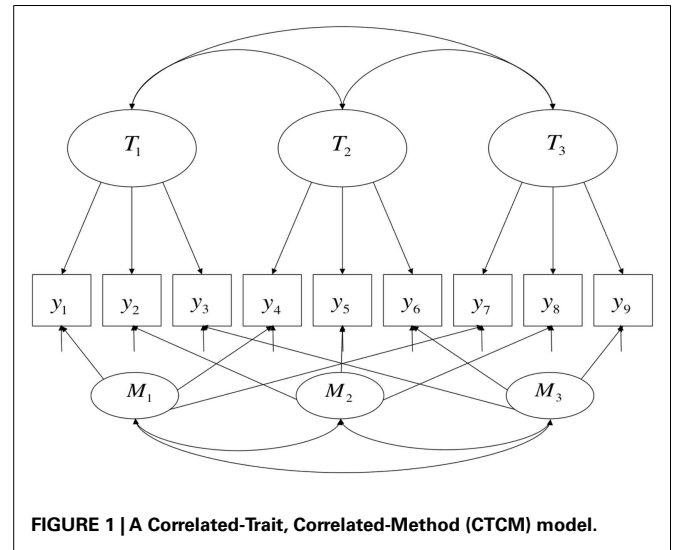 T1 T2 T3
y1 y2 y3 y4 y5 y6 y7 y8 y9
M1 M2 M3
FIGURE 1 | A Correlated-Trait, Correlated-Method (CTCM) model.